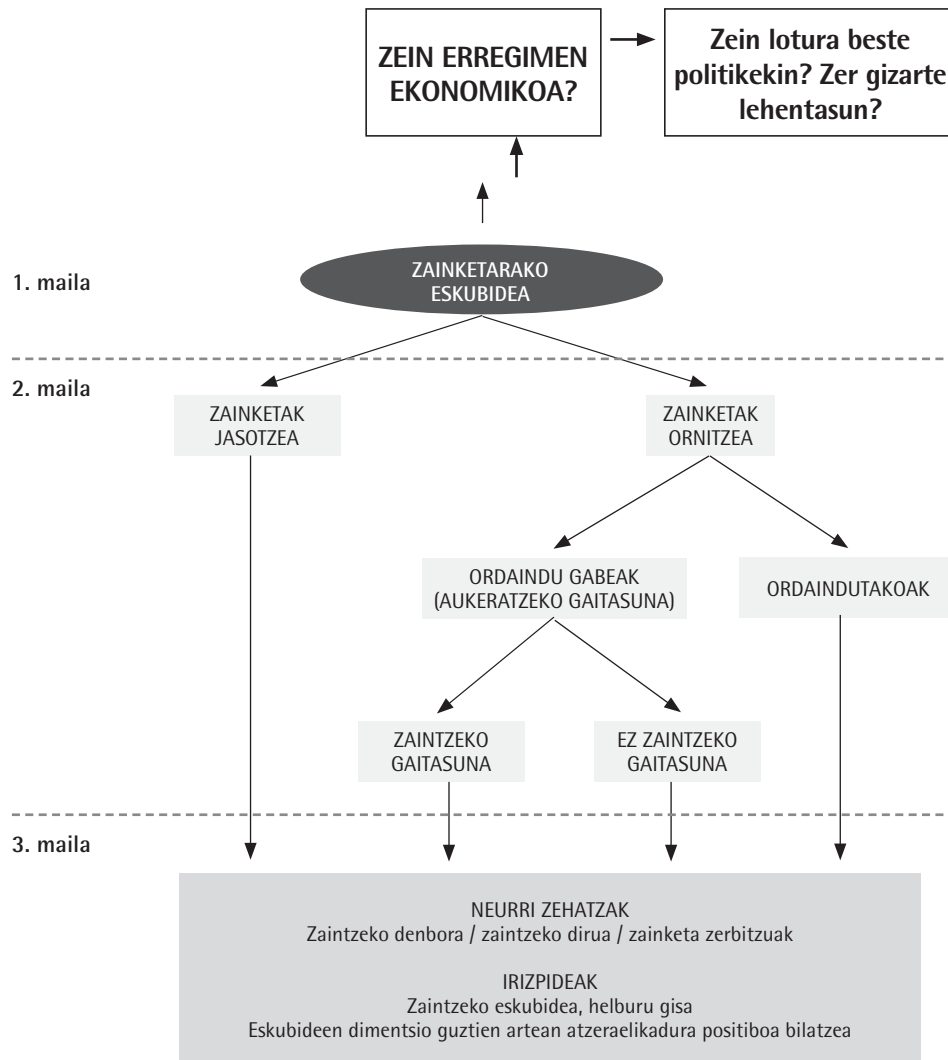 ZEIN ERREGIMEN
EKONOMIKOA?
Zein lotura beste
politikekin? Zer gizarte
lehentasun?
1. maila
ZAINKETARAKO
ESKUBIDEA
2. maila
ZAINKETAK
JASOTZEA
ZAINKETAK
ORNITZEA
ORDAINDU GABEAK
(AUKERATZEKO GAITASUNA)
ORDAINDUTAKOAK
ZAINTZEKO
GAITASUNA
EZ ZAINTZEKO
GAITASUNA
3. maila
NEURRI ZEHATZAK
Zaintzeko denbora / zaintzeko dirua / zainketa zerbitzuak
IRIZPIDEAK
Zaintzeko eskubidea, helburu gisa
Eskubideen dimentsio guztien artean atzeraelikadura positiboa bilatzea